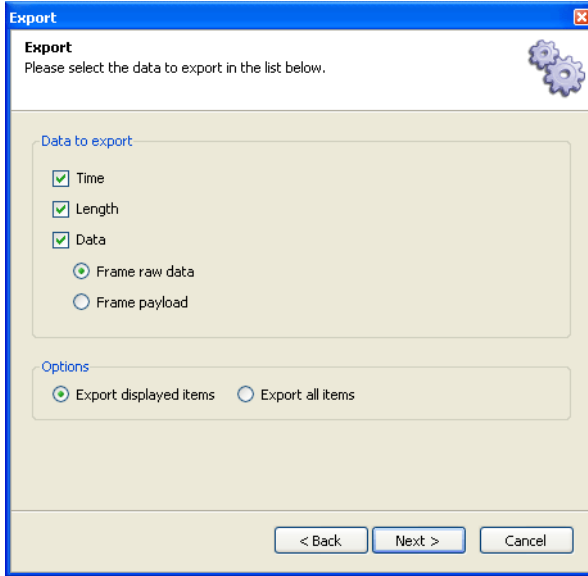 Export
Export
Please select the data to export in the list below.
Data to export
Time
Length
Data
Frame raw data
Frame payload
Options
Export displayed items Export all items
< Back Next > Cancel